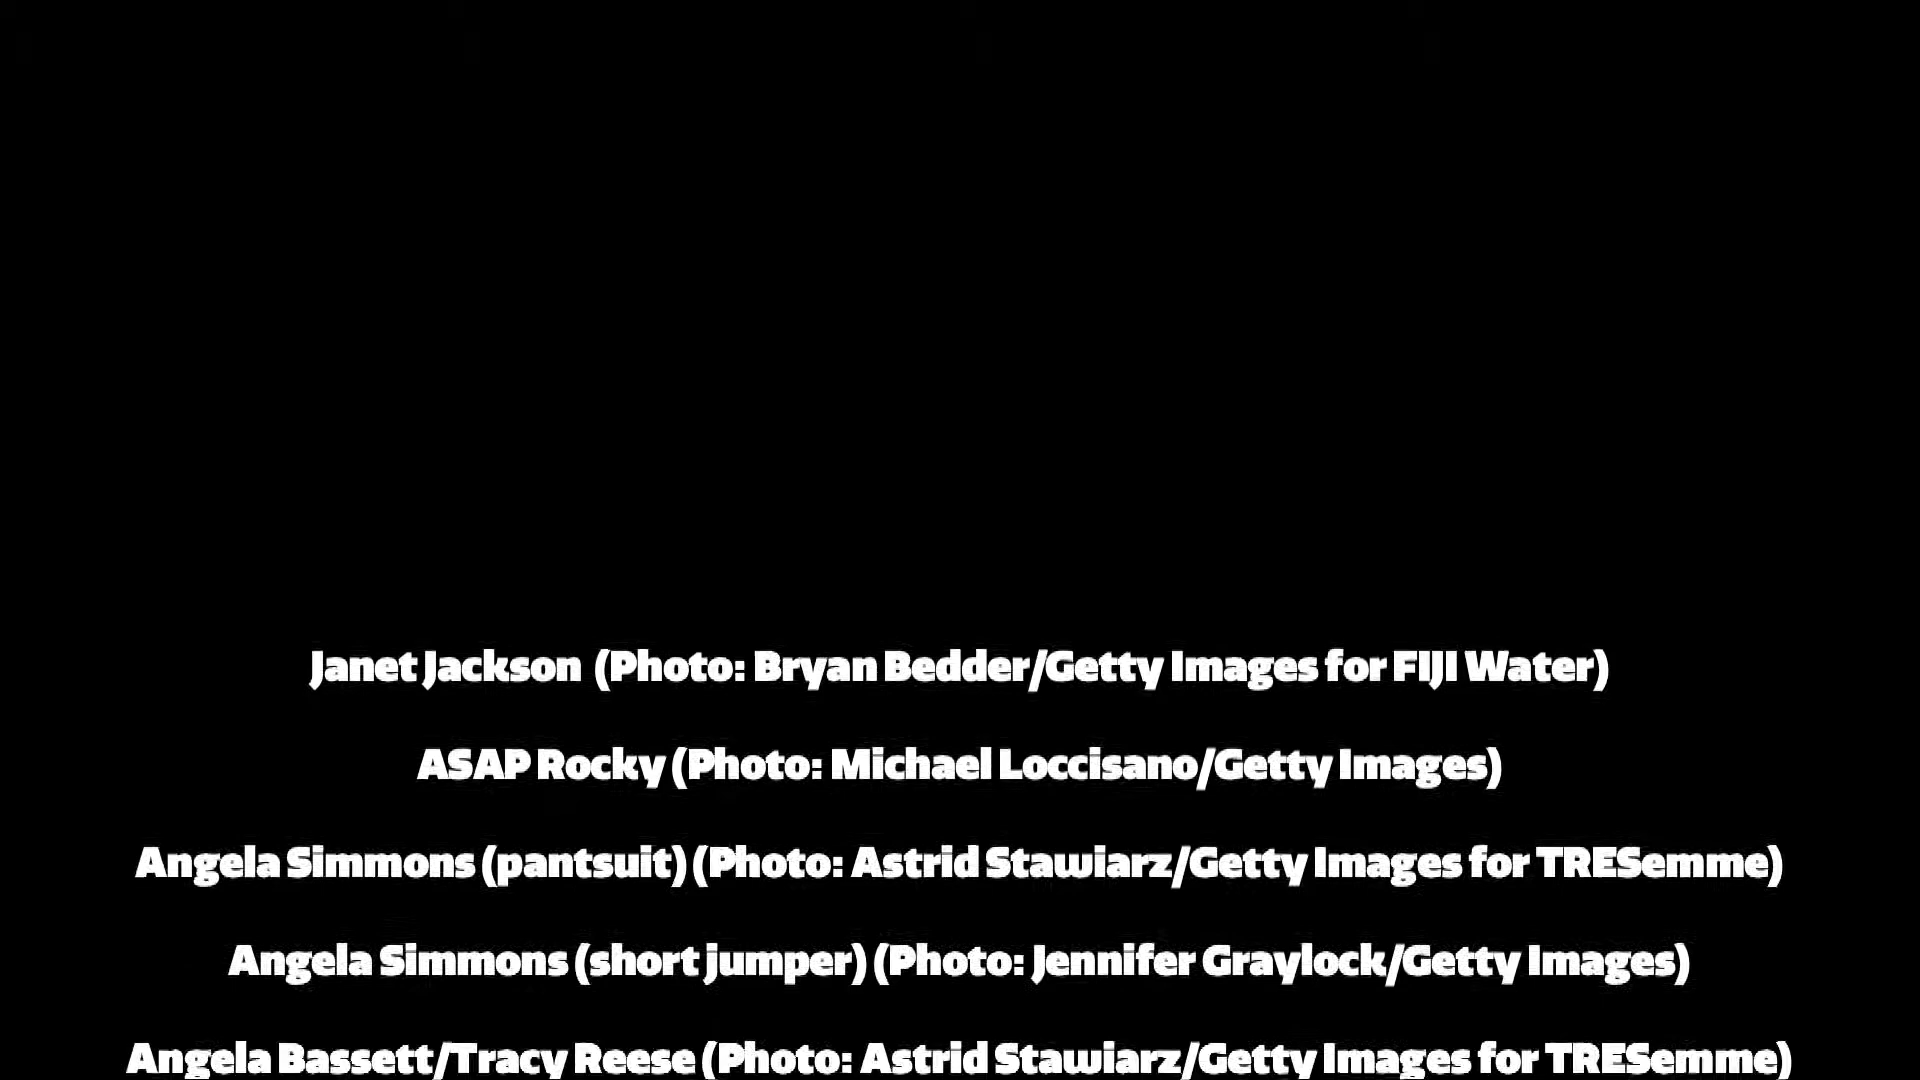 Janet Jackson (Photo: Bryan Bedder/Getty Images for FIJI Water)
ASAP Rocky (Photo: Michael Loccisano/Getty Images)
Angela Simmons (pantsuit) (Photo: Astrid Stawiarz/Getty Images for TRESemme)
Angela Simmons (short jumper) (Photo: Jennifer Graylock/Getty Images)
Angela Bassett/Tracy Reese (Photo: Astrid Stawiarz/Getty Images for TRESemme)